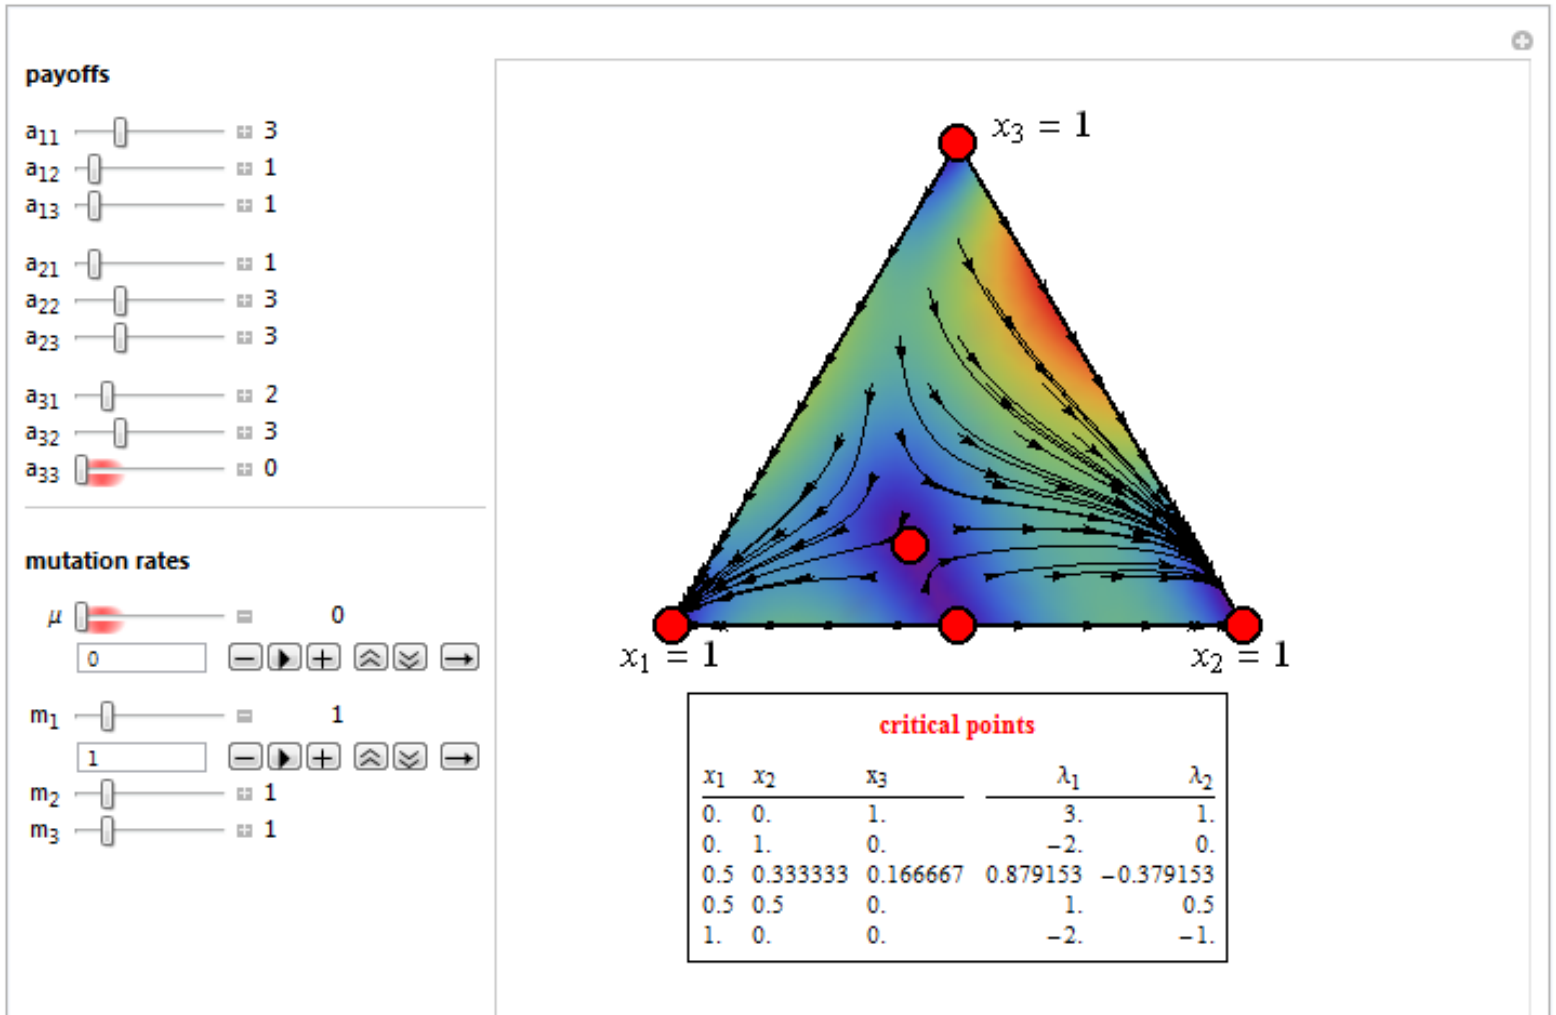 payoffs
a11 3
a12 1
a13 1
a21 1
a22 3
a23 3
a31 2
a32 3
a33 0
mutation rates
μ 0
0
m1 1
1
m2 1
m3 1
x3 = 1
x1 = 1
x2 = 1
critical points
x1 x2 x3 λ1 λ2
0. 0. 1. 3. 1.
0. 1. 0. −2. 0.
0.5 0.333333 0.166667 0.879153 −0.379153
0.5 0.5 0. 1. 0.5
1. 0. 0. −2. −1.